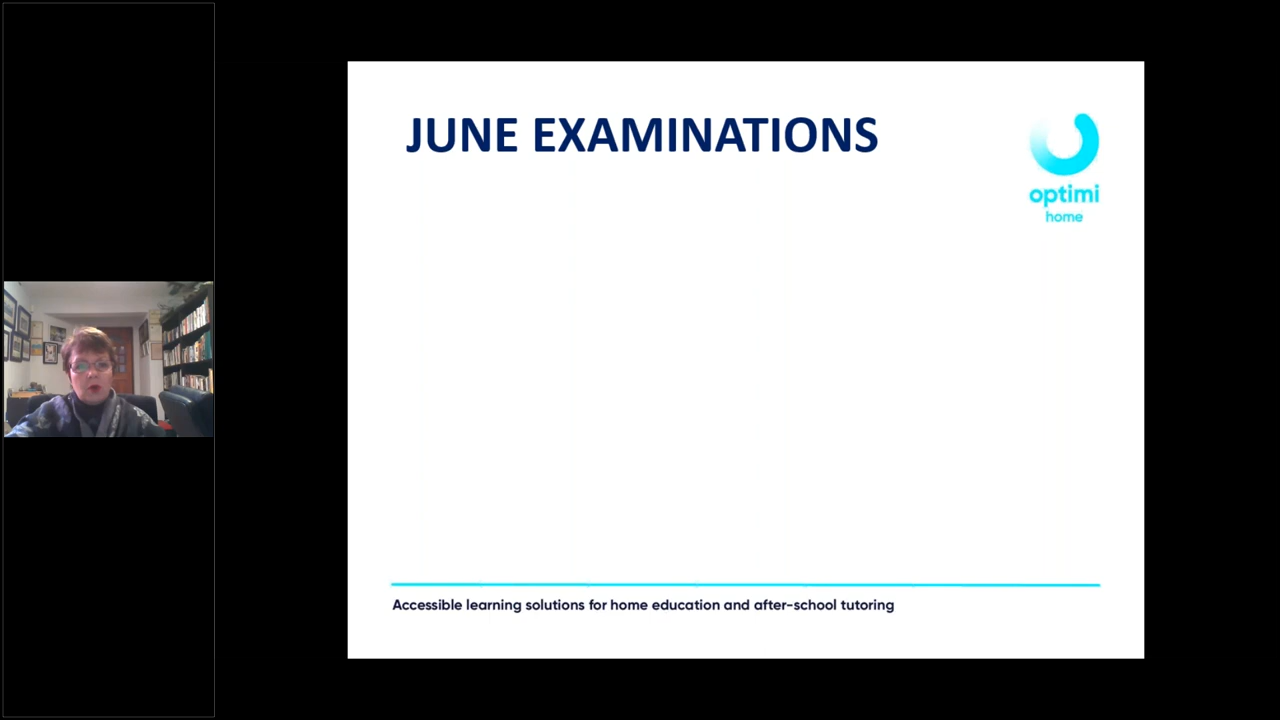 JUNE EXAMINATIONS
optimi
home
Accessible learning solutions for home education and after-school tutoring